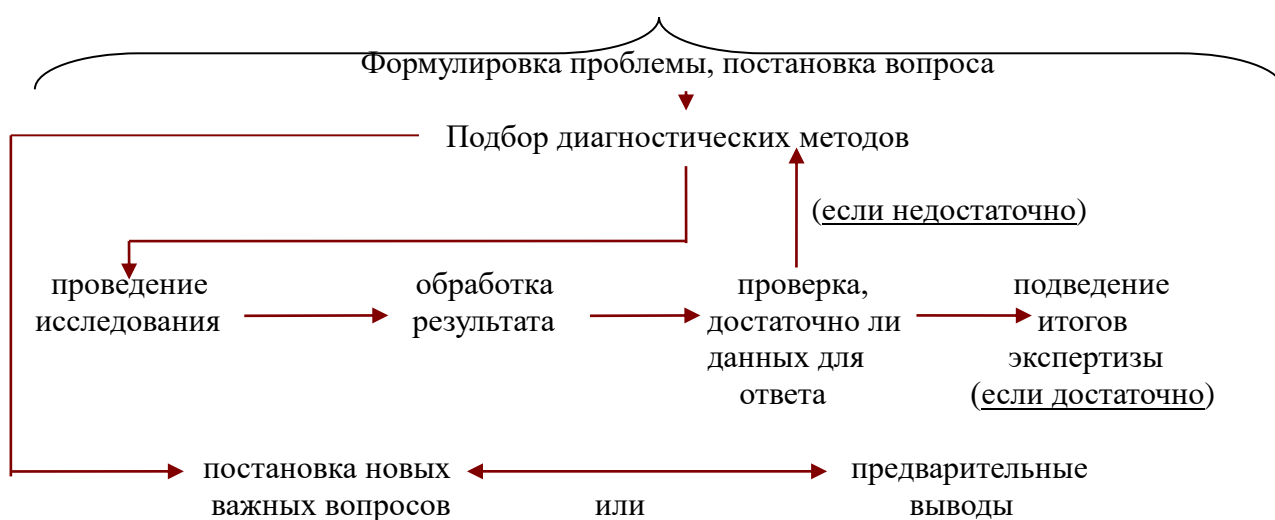 Формулировка проблемы, постановка вопроса
Подбор диагностических методов
(если недостаточно)
проведение
исследования
обработка
результата
проверка,
достаточно ли
данных для
ответа
подведение
итогов
экспертизы
(если достаточно)
постановка новых
важных вопросов
или
предварительные
выводы